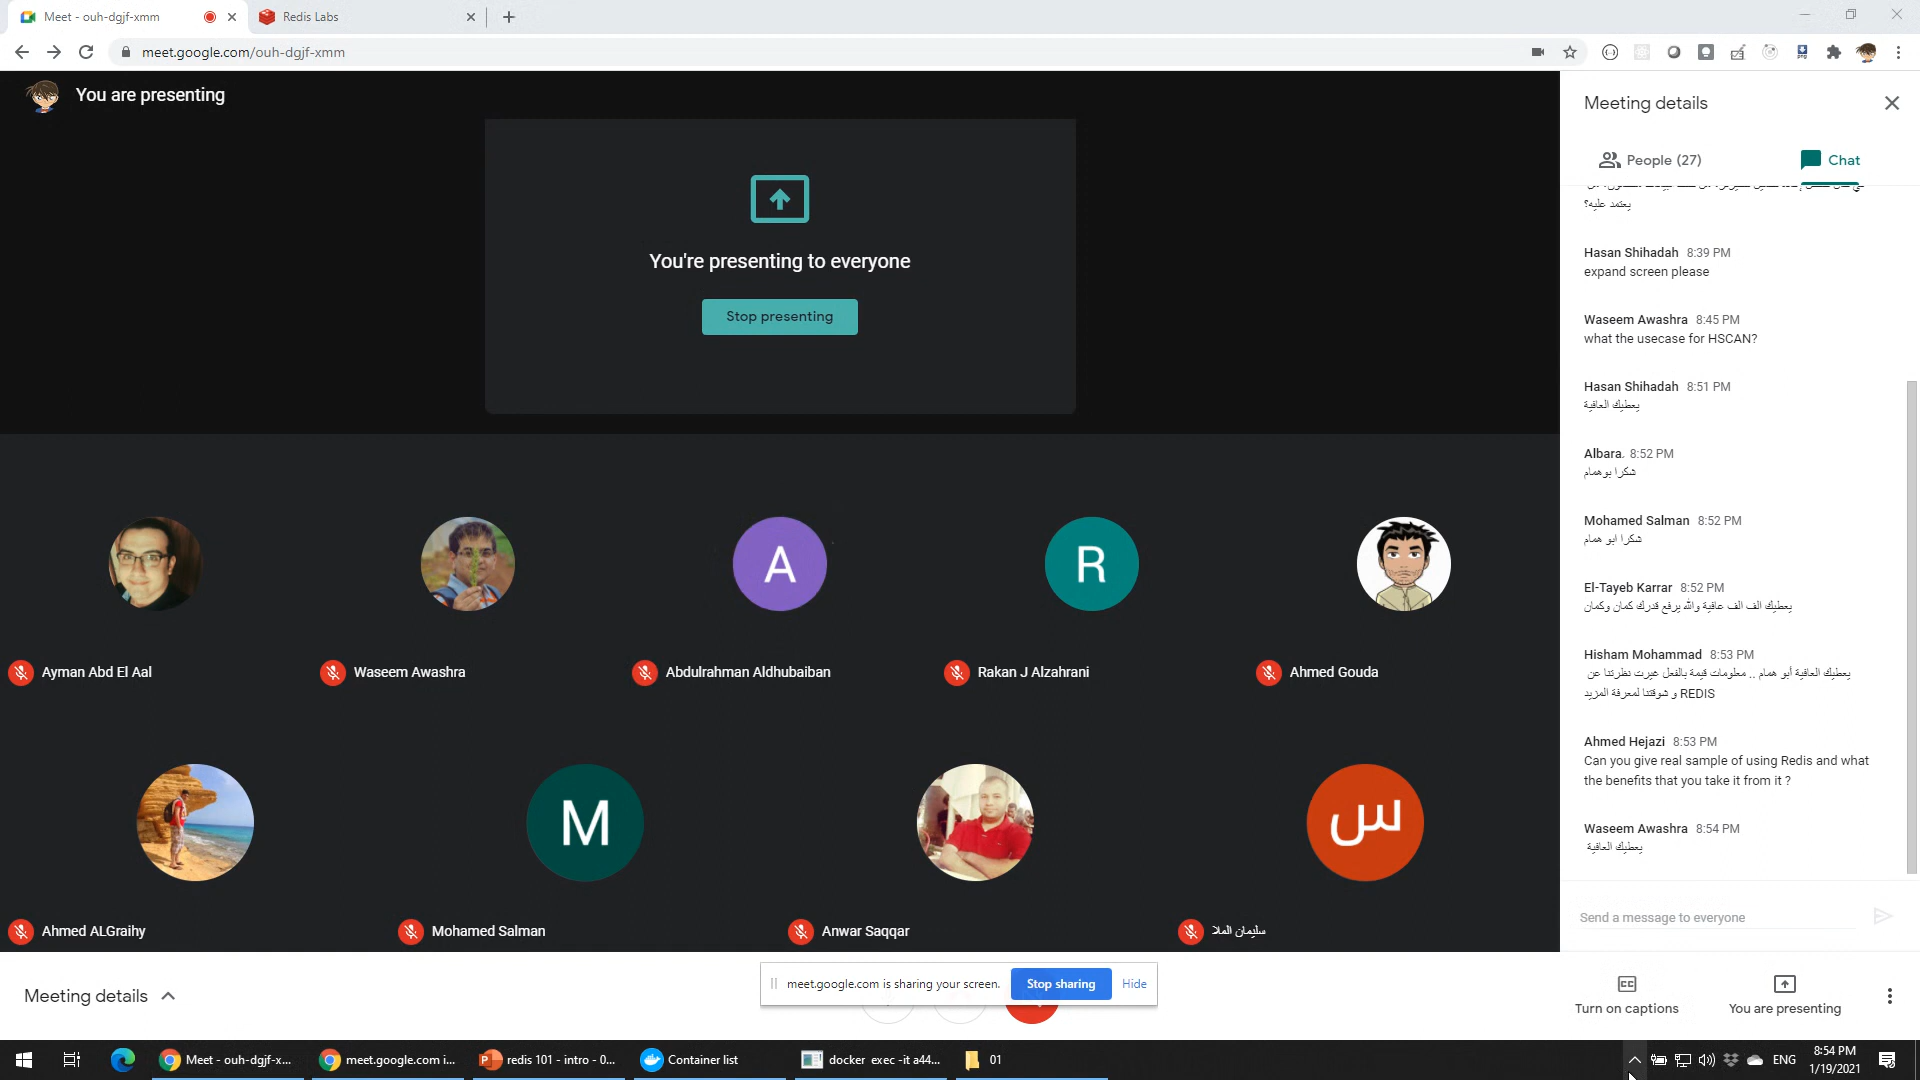 Meet - ouh-dgjf-xmm
Redis Labs
meet.google.com/ouh-dgjf-xmm
You are presenting
You're presenting to everyone
Stop presenting
A
R
Ayman Abd El Aal
Waseem Awashra
Abdulrahman Aldhubaiban
Rakan J Alzahrani
Ahmed Gouda
M
س
Ahmed ALGraihy
Mohamed Salman
Anwar Saqqar
سليمان الملا
Meeting details
People (27)
Chat
يعتمد عليه؟
Hasan Shihadah 8:39 PM
expand screen please
Waseem Awashra 8:45 PM
what the usecase for HSCAN?
Hasan Shihadah 8:51 PM
يعطيك العافية
Albara. 8:52 PM
شكرا بوهمام
Mohamed Salman 8:52 PM
شكرا ابو همام
El-Tayeb Karrar 8:52 PM
يعطيك الف الف عافية والله يرفع قدرك كمان وكمان
Hisham Mohammad 8:53 PM
يعطيك العافية أبو همام .. معلومات قيمة بالفعل غيرت نظرتنا عن
REDIS و شوقتنا لمعرفة المزيد
Ahmed Hejazi 8:53 PM
Can you give real sample of using Redis and what
the benefits that you take it from it ?
Waseem Awashra 8:54 PM
يعطيك العافية
Send a message to everyone
Meeting details
meet.google.com is sharing your screen.
Stop sharing
Hide
Turn on captions
You are presenting
Meet - ouh-dgjf-x...
meet.google.com i...
redis 101 - intro - 0...
Container list
docker exec -it a44...
01
ENG
8:54 PM
1/19/2021